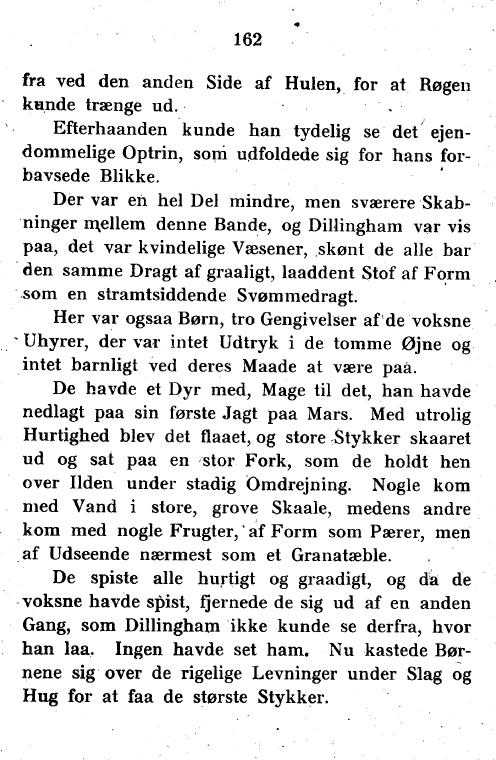 162
fra ved den anden Side af Hulen, for at Røgen
kunde trænge ud.
Efterhaanden kunde han tydelig se det ejen-
dommelige Optrin, som udfoldede sig for hans for-
bavsede Blikke.
Der var en hel Del mindre, men sværere Skab-
ninger mellem denne Bande, og Dillingham var vis
paa, det var kvindelige Væsener, skønt de alle bar
den samme Dragt af graaligt, laaddent Stof af Form
som en stramtsiddende Svømmedragt.
Her var ogsaa Børn, tro Gengivelser af de voksne
Uhyrer, der var intet Udtryk i de tomme Øjne og
intet barnligt ved deres Maade at være paa.
De havde et Dyr med, Mage til det, han havde
nedlagt paa sin første Jagt paa Mars. Med utrolig
Hurtighed blev det flaaet, og store Stykker skaaret
ud og sat paa en stor Fork, som de holdt hen
over Ilden under stadig Omdrejning. Nogle kom
med Vand i store, grove Skaale, medens andre
kom med nogle Frugter, af Form som Pærer, men
af Udseende nærmest som et Granatæble.
De spiste alle hurtigt og graadigt, og da de
voksne havde spist, fjernede de sig ud af en anden
Gang, som Dillingham ikke kunde se derfra, hvor
han laa. Ingen havde set ham. Nu kastede Bør-
nene sig over de rigelige Levninger under Slag og
Hug for at faa de største Stykker.